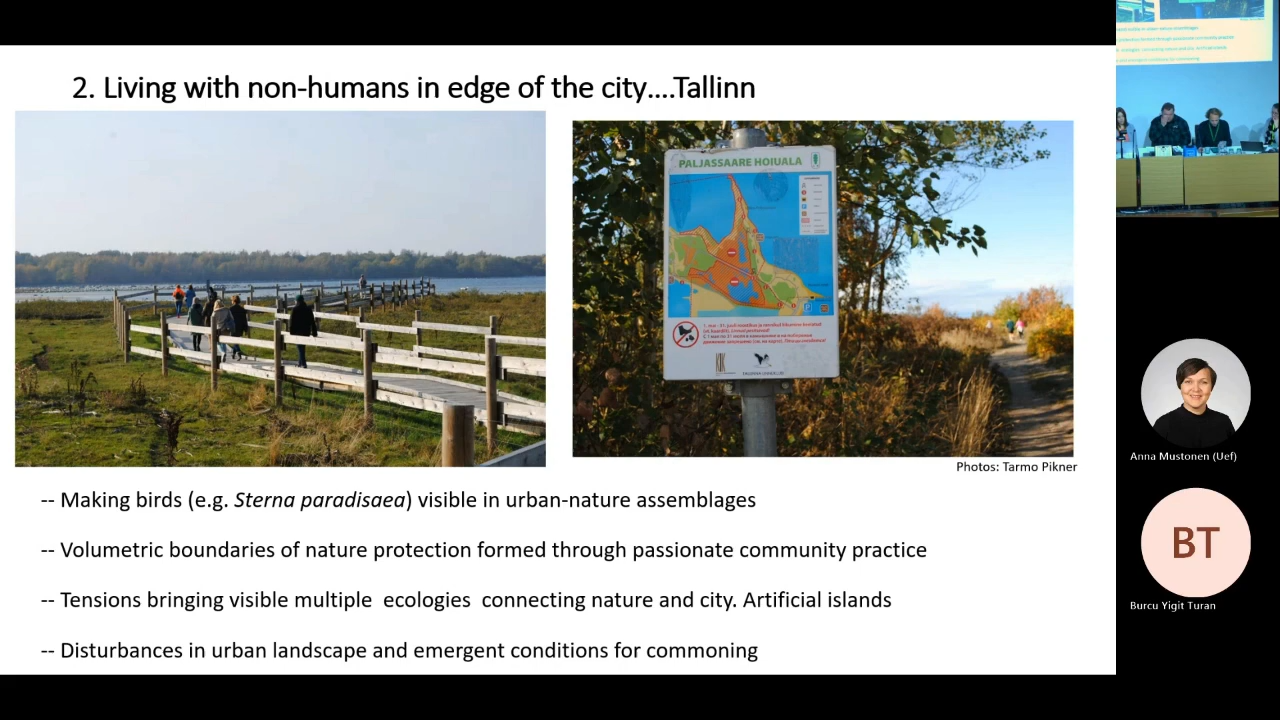 2. Living with non-humans in edge of the city....Tallinn
PALJASSAARE HOIUALA
Photos: Tarmo Pikner
-- Making birds (e.g. Sterna paradisaea) visible in urban-nature assemblages
-- Volumetric boundaries of nature protection formed through passionate community practice
-- Tensions bringing visible multiple  ecologies  connecting nature and city. Artificial islands
-- Disturbances in urban landscape and emergent conditions for commoning
Anna Mustonen (Uef)
BT
Burcu Yigit Turan